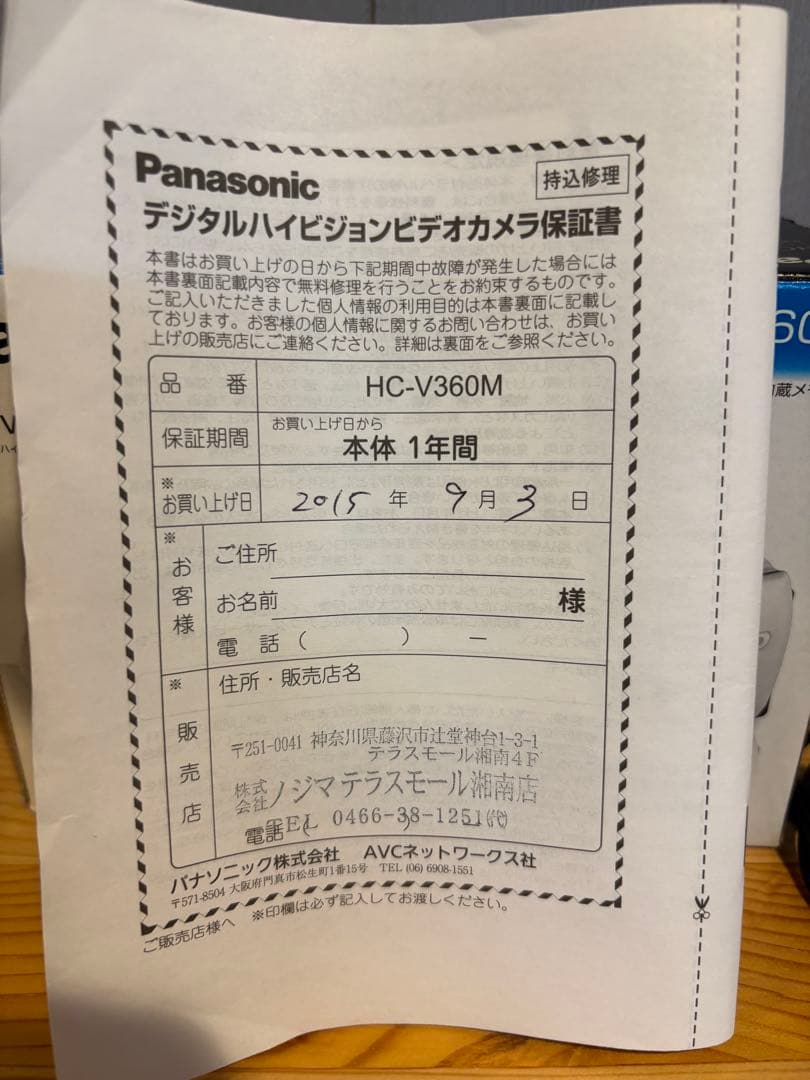 Panasonic
持込修理
デジタルハイビジョンビデオカメラ保証書
本書はお買い上げの日から下記期間中故障が発生した場合には
本書裏面記載内容で無料修理を行うことをお約束するものです。
ご記入いただきました個人情報の利用目的は本書裏面に記載し
ております。お客様の個人情報に関するお問い合わせは、お買い
上げの販売店にご連絡ください。詳細は裏面をご参照ください。
品番 HC-V360M
保証期間 お買い上げ日から
本体 1年間
※
お買い上げ日 2015 年 9 月 3 日
※
お客様
ご住所
お名前 様
電話 ( ) ー
※
販売店
住所・販売店名
〒251-0041 神奈川県藤沢市辻堂神台1-3-1
テラスモール湘南4F
株式会社 ノジマテラスモール湘南店
電話 TEL 0466-38-1251(代)
パナソニック株式会社 AVCネットワークス社
〒571-8504 大阪府門真市松生町1番15号 TEL (06) 6908-1551
ご販売店様へ ※印欄は必ず記入してお渡しください。
60
内蔵メモ